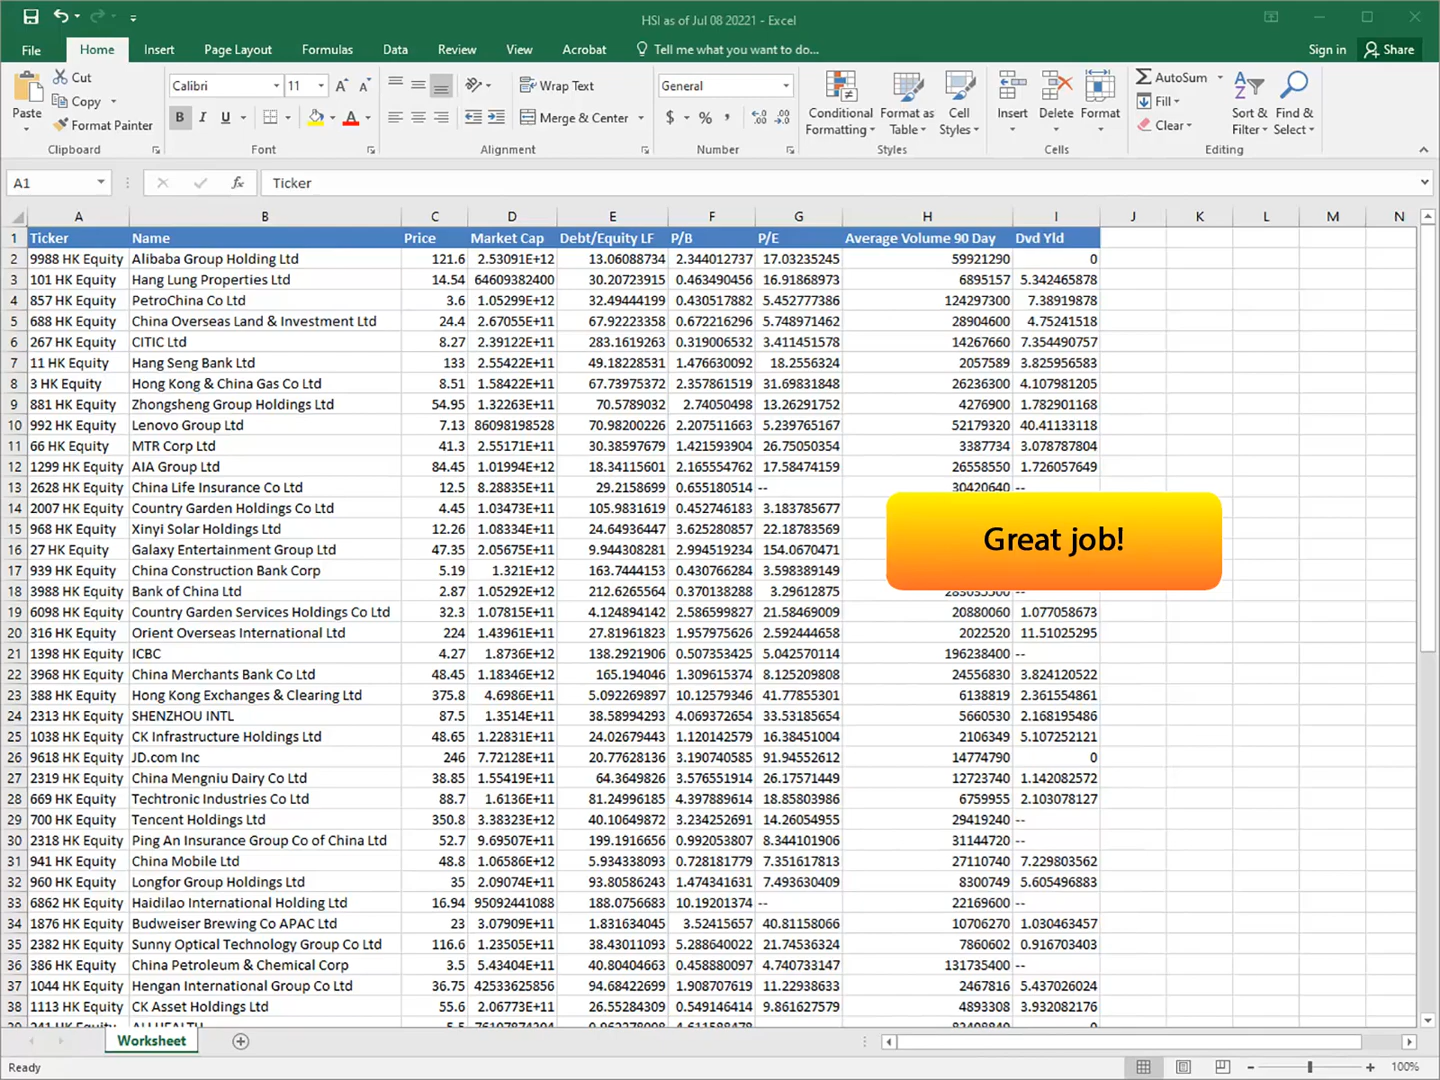 HSI as of Jul 08 20221 - Excel
File Home Insert Page Layout Formulas Data Review View Acrobat Tell me what you want to do... Sign in Share
Cut
Copy
Format Painter
Paste
Clipboard
Calibri 11
B I U
Font
Wrap Text
Merge & Center
Alignment
General
$ % ,
Number
Conditional Formatting
Format as Table
Cell Styles
Styles
Insert Delete Format
Cells
AutoSum
Fill
Clear
Sort & Filter
Find & Select
Editing
A1 fx Ticker
A B C D E F G H I J K L M N
1 Ticker Name Price Market Cap Debt/Equity LF P/B P/E Average Volume 90 Day Dvd Yld
2 9988 HK Equity Alibaba Group Holding Ltd 121.6 2.53091E+12 13.06088734 2.344012737 17.03235245 59921290 0
3 101 HK Equity Hang Lung Properties Ltd 14.54 64609382400 30.20723915 0.463490456 16.91868973 6895157 5.342465878
4 857 HK Equity PetroChina Co Ltd 3.6 1.05299E+12 32.49444199 0.430517882 5.452777386 124297300 7.38919878
5 688 HK Equity China Overseas Land & Investment Ltd 24.4 2.67055E+11 67.92223358 0.672216296 5.748971462 28904600 4.75241518
6 267 HK Equity CITIC Ltd 8.27 2.39122E+11 283.1619263 0.319006532 3.411451578 14267660 7.354490757
7 11 HK Equity Hang Seng Bank Ltd 133 2.55422E+11 49.18228531 1.476630092 18.2556324 2057589 3.825956583
8 3 HK Equity Hong Kong & China Gas Co Ltd 8.51 1.58422E+11 67.73975372 2.357861519 31.69831848 26236300 4.107981205
9 881 HK Equity Zhongsheng Group Holdings Ltd 54.95 1.32263E+11 70.5789032 2.74050498 13.26291752 4276900 1.782901168
10 992 HK Equity Lenovo Group Ltd 7.13 86098198528 70.98200226 2.207511663 5.239765167 52179320 40.41133118
11 66 HK Equity MTR Corp Ltd 41.3 2.55171E+11 30.38597679 1.421593904 26.75050354 3387734 3.078787804
12 1299 HK Equity AIA Group Ltd 84.45 1.01994E+12 18.34115601 2.165554762 17.58474159 26558550 1.726057649
13 2628 HK Equity China Life Insurance Co Ltd 12.5 8.28835E+11 29.2158699 0.655180514 -- 30420640 --
14 2007 HK Equity Country Garden Holdings Co Ltd 4.45 1.03473E+11 105.9831619 0.452746183 3.183785677
15 968 HK Equity Xinyi Solar Holdings Ltd 12.26 1.08334E+11 24.64936447 3.625280857 22.18783569
16 27 HK Equity Galaxy Entertainment Group Ltd 47.35 2.05675E+11 9.944308281 2.994519234 154.0670471
17 939 HK Equity China Construction Bank Corp 5.19 1.321E+12 163.7444153 0.430766284 3.598389149
Great job!
18 3988 HK Equity Bank of China Ltd 2.87 1.05292E+12 212.6265564 0.370138288 3.29612875 --
19 6098 HK Equity Country Garden Services Holdings Co Ltd 32.3 1.07815E+11 4.124894142 2.586599827 21.58469009 20880060 1.077058673
20 316 HK Equity Orient Overseas International Ltd 224 1.43961E+11 27.81961823 1.957975626 2.592444658 2022520 11.51025295
21 1398 HK Equity ICBC 4.27 1.8736E+12 138.2921906 0.507353425 5.042570114 196238400 --
22 3968 HK Equity China Merchants Bank Co Ltd 48.45 1.18346E+12 165.194046 1.309615374 8.125209808 24556830 3.824120522
23 388 HK Equity Hong Kong Exchanges & Clearing Ltd 375.8 4.6986E+11 5.092269897 10.12579346 41.77855301 6138819 2.361554861
24 2313 HK Equity SHENZHOU INTL 87.5 1.3514E+11 38.58994293 4.069372654 33.53185654 5660530 2.168195486
25 1038 HK Equity CK Infrastructure Holdings Ltd 48.65 1.22831E+11 24.02679443 1.120142579 16.38451004 2106349 5.107252121
26 9618 HK Equity JD.com Inc 246 7.72128E+11 20.77628136 3.190740585 91.94552612 14774790 0
27 2319 HK Equity China Mengniu Dairy Co Ltd 38.85 1.55419E+11 64.3649826 3.576551914 26.17571449 12723740 1.142082572
28 669 HK Equity Techtronic Industries Co Ltd 88.7 1.6136E+11 81.24996185 4.397889614 18.85803986 6759955 2.103078127
29 700 HK Equity Tencent Holdings Ltd 350.8 3.38323E+12 40.10649872 3.234252691 14.26054955 29419240 --
30 2318 HK Equity Ping An Insurance Group Co of China Ltd 52.7 9.69507E+11 199.1916656 0.992053807 8.344101906 31144720 --
31 941 HK Equity China Mobile Ltd 48.8 1.06586E+12 5.934338093 0.728181779 7.351617813 27110740 7.229803562
32 960 HK Equity Longfor Group Holdings Ltd 35 2.09074E+11 93.80586243 1.474341631 7.493630409 8300749 5.605496883
33 6862 HK Equity Haidilao International Holding Ltd 16.94 95092441088 188.0756683 10.19201374 -- 22169600 --
34 1876 HK Equity Budweiser Brewing Co APAC Ltd 23 3.07909E+11 1.831634045 3.52415657 40.81158066 10706270 1.030463457
35 2382 HK Equity Sunny Optical Technology Group Co Ltd 116.6 1.23505E+11 38.43011093 5.288640022 21.74536324 7860602 0.916703403
36 386 HK Equity China Petroleum & Chemical Corp 3.5 5.43404E+11 40.80404663 0.458880097 4.740733147 131735400 --
37 1044 HK Equity Hengan International Group Co Ltd 36.75 42533625856 94.68422699 1.908707619 11.22938633 2467816 5.437026024
38 1113 HK Equity CK Asset Holdings Ltd 55.6 2.06773E+11 26.55284309 0.549146414 9.861627579 4893308 3.932082176
Worksheet
Ready 100%